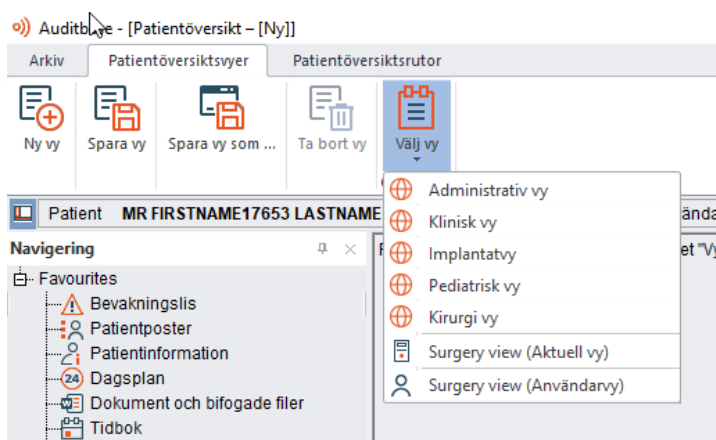 Auditbase - [Patientöversikt – [Ny]]
Arkiv Patientöversiktsvyer Patientöversiktsrutor
Ny vy Spara vy Spara vy som ... Ta bort vy Välj vy
Patient MR FIRSTNAME17653 LASTNAME
Administrativ vy
Klinisk vy
Implantatvy
Pediatrisk vy
Kirurgi vy
Surgery view (Aktuell vy)
Surgery view (Användarvy)
Navigering
Favourites
Bevakningslis
Patientposter
Patientinformation
24 Dagsplan
Dokument och bifogade filer
Tidbok